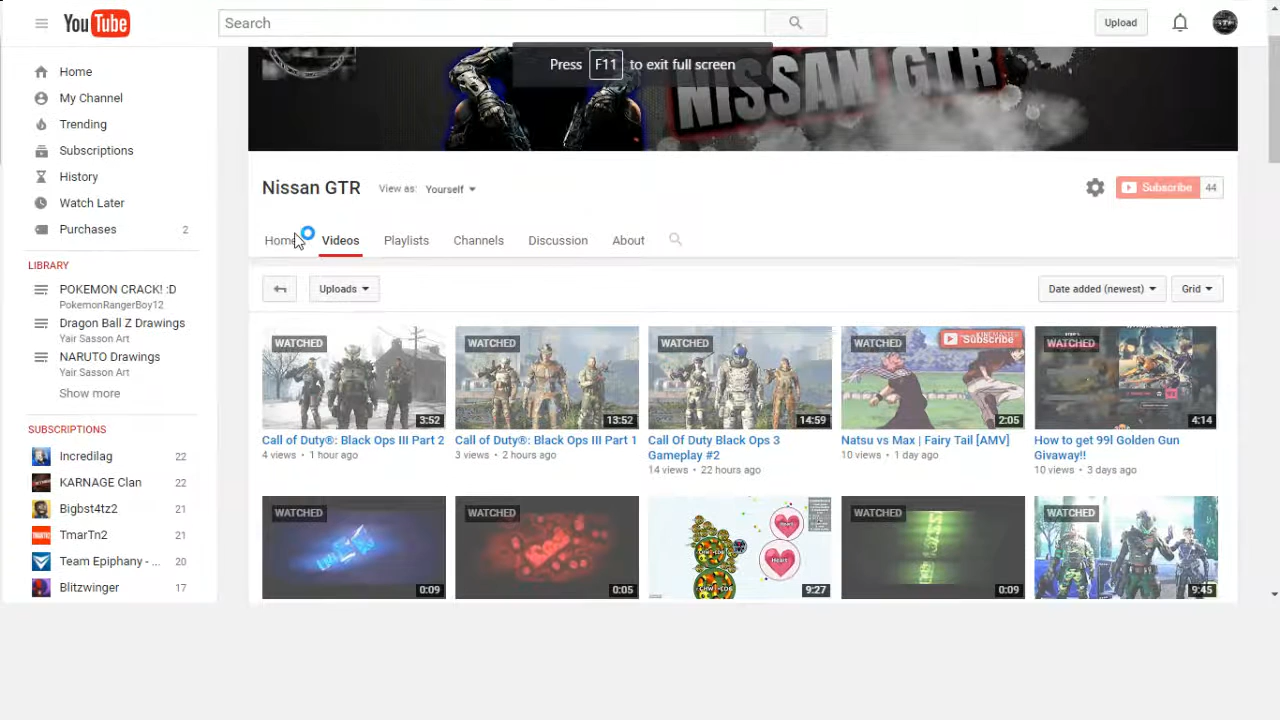 YouTube
Search
Upload
Press F11 to exit full screen
NISSAN GTR
Home
My Channel
Trending
Subscriptions
History
Watch Later
Purchases 2
LIBRARY
POKEMON CRACK! :D
PokemonRangerBoy12
Dragon Ball Z Drawings
Yair Sasson Art
NARUTO Drawings
Yair Sasson Art
Show more
SUBSCRIPTIONS
Incredilag 22
KARNAGE Clan 22
Bigbst4tz2 21
TmarTn2 21
Team Epiphany - ... 20
Blitzwinger 17
Nissan GTR View as: Yourself
Subscribe 44
Home Videos Playlists Channels Discussion About
Uploads Date added (newest) Grid
WATCHED 3:52
Call of Duty®: Black Ops III Part 2
4 views • 1 hour ago
WATCHED 13:52
Call of Duty®: Black Ops III Part 1
3 views • 2 hours ago
WATCHED 14:59
Call Of Duty Black Ops 3
Gameplay #2
14 views • 22 hours ago
WATCHED Subscribe 2:05
Natsu vs Max | Fairy Tail [AMV]
10 views • 1 day ago
WATCHED 4:14
How to get 99l Golden Gun
Givaway!!
10 views • 3 days ago
WATCHED 0:09
WATCHED 0:05
Heart
Heart
9:27
WATCHED 0:09
WATCHED 9:45